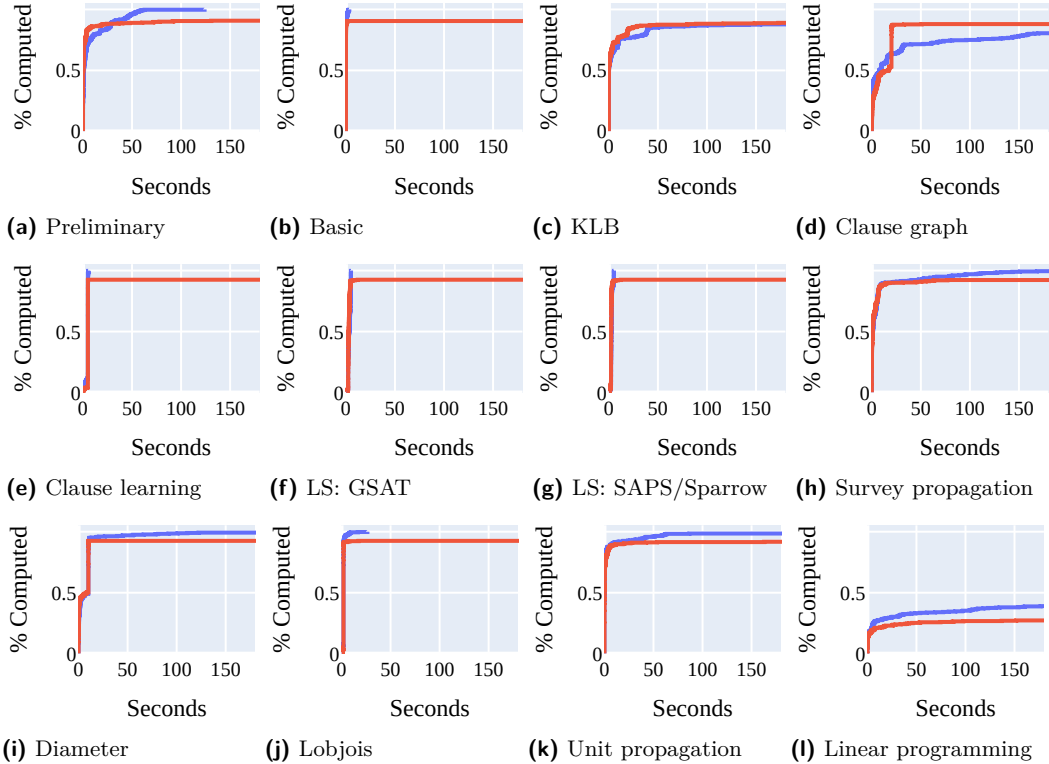 % Computed
0.5
0
0 50 100 150
Seconds
(a) Preliminary
% Computed
0.5
0
0 50 100 150
Seconds
(b) Basic
% Computed
0.5
0
0 50 100 150
Seconds
(c) KLB
% Computed
0.5
0
0 50 100 150
Seconds
(d) Clause graph
% Computed
0.5
0
0 50 100 150
Seconds
(e) Clause learning
% Computed
0.5
0
0 50 100 150
Seconds
(f) LS: GSAT
% Computed
0.5
0
0 50 100 150
Seconds
(g) LS: SAPS/Sparrow
% Computed
0.5
0
0 50 100 150
Seconds
(h) Survey propagation
% Computed
0.5
0
0 50 100 150
Seconds
(i) Diameter
% Computed
0.5
0
0 50 100 150
Seconds
(j) Lobjois
% Computed
0.5
0
0 50 100 150
Seconds
(k) Unit propagation
% Computed
0.5
0
0 50 100 150
Seconds
(l) Linear programming